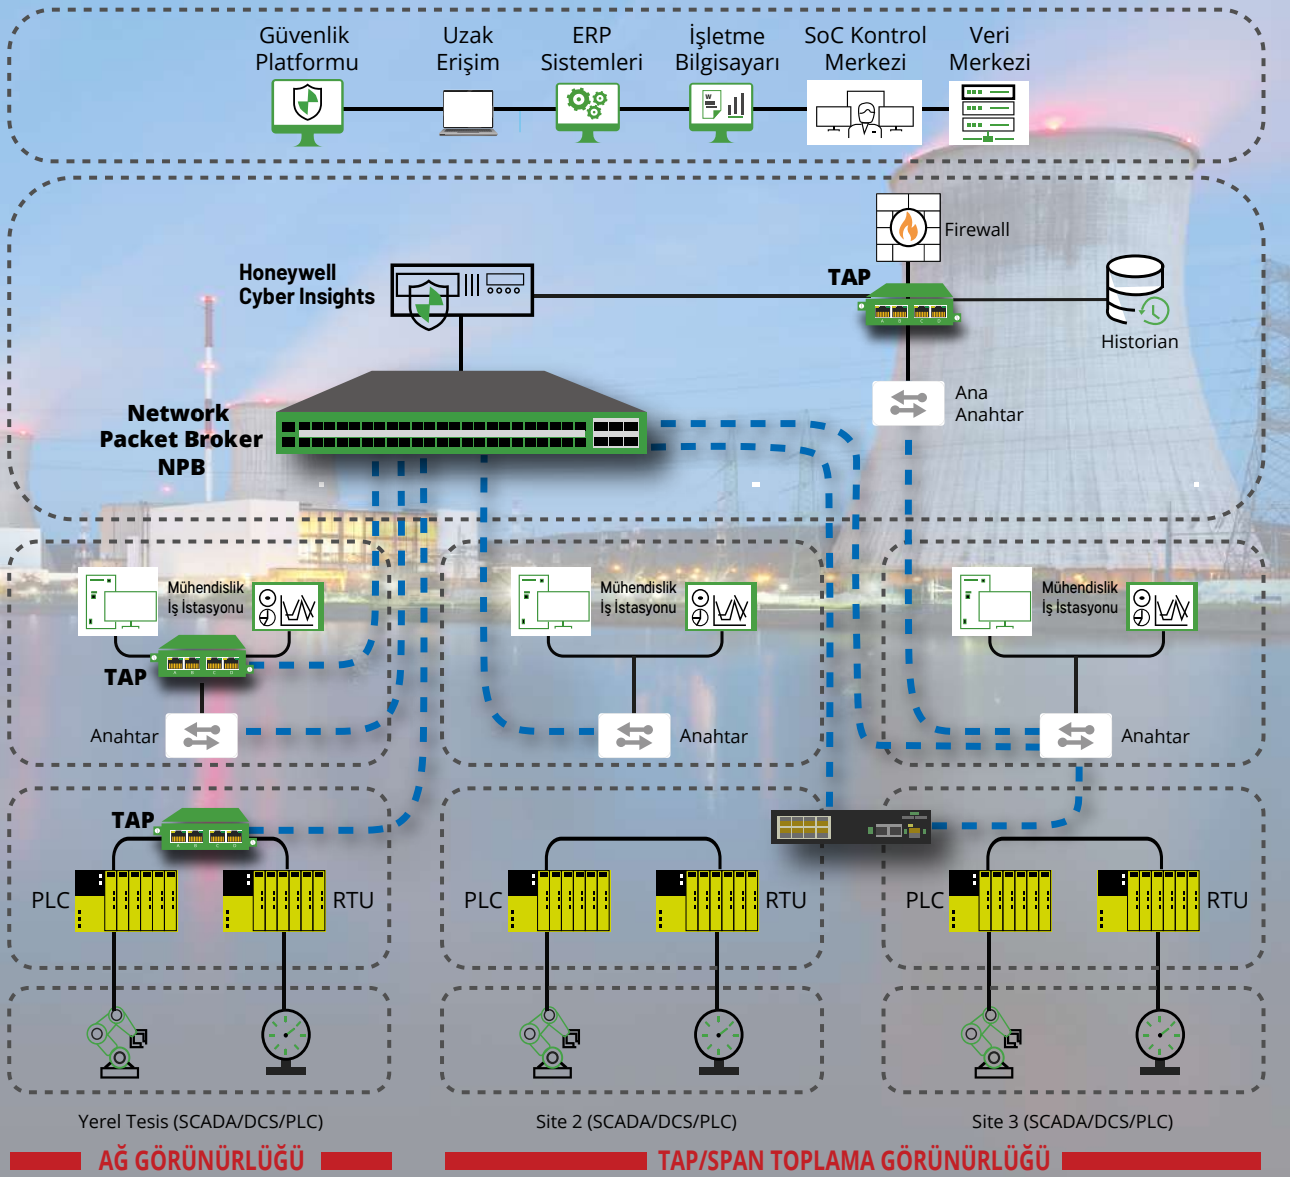 Güvenlik
Platformu
Uzak
Erişim
ERP
Sistemleri
İşletme
Bilgisayarı
SoC Kontrol
Merkezi
Veri
Merkezi
W
Firewall
TAP
A B C D
Historian
Honeywell
Cyber Insights
Ana
Anahtar
Network
Packet Broker
NPB
Mühendislik
İş İstasyonu
TAP
A B C D
Anahtar
Mühendislik
İş İstasyonu
Anahtar
Mühendislik
İş İstasyonu
Anahtar
TAP
A B C D
PLC
RTU
PLC
RTU
PLC
RTU
Yerel Tesis (SCADA/DCS/PLC)
Site 2 (SCADA/DCS/PLC)
Site 3 (SCADA/DCS/PLC)
AĞ GÖRÜNÜRLÜĞÜ
TAP/SPAN TOPLAMA GÖRÜNÜRLÜĞÜ